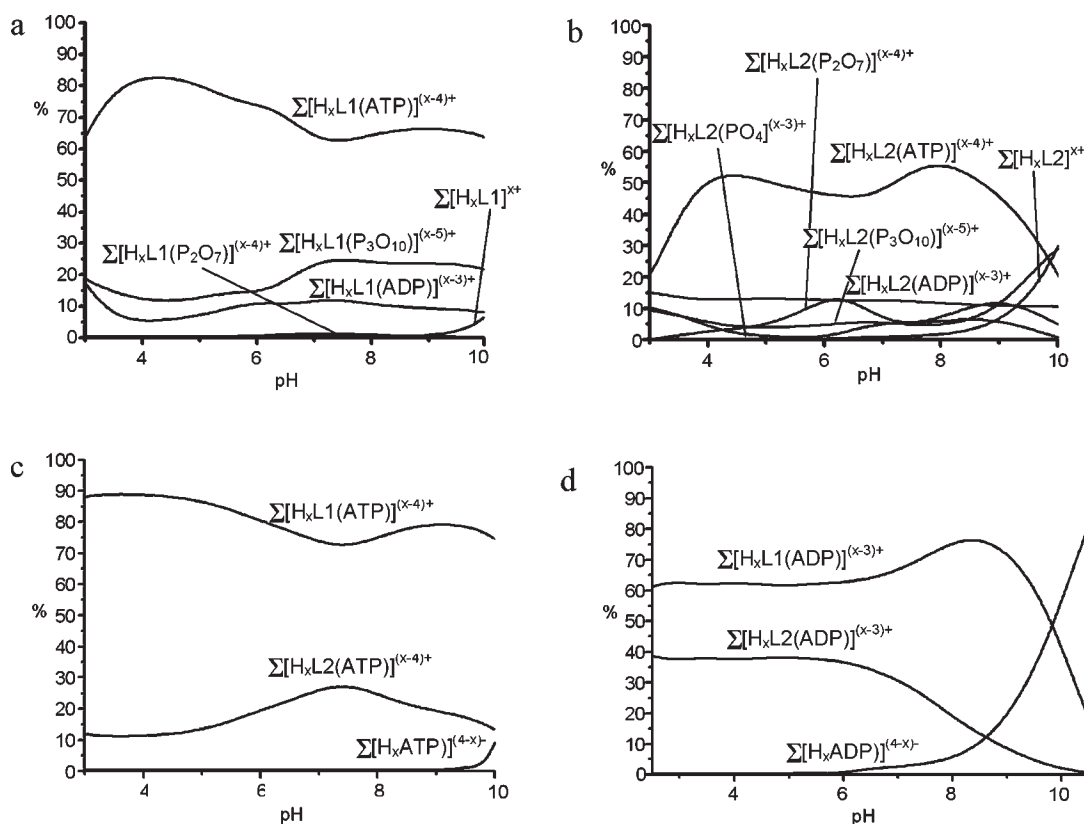 a
100
90
80
70
60
%
50
40
30
20
10
0
4 6 8 10
pH
∑[HₓL1(ATP)]⁽ˣ⁻⁴⁾⁺
∑[HₓL1]ˣ⁺
∑[HₓL1(P₂O₇)]⁽ˣ⁻⁴⁾⁺
∑[HₓL1(P₃O₁₀)]⁽ˣ⁻⁵⁾⁺
∑[HₓL1(ADP)]⁽ˣ⁻³⁾⁺
b
100
90
80
70
60
%
50
40
30
20
10
0
4 6 8 10
pH
∑[HₓL2(P₂O₇)]⁽ˣ⁻⁴⁾⁺
∑[HₓL2(PO₄]⁽ˣ⁻³⁾⁺
∑[HₓL2(ATP)]⁽ˣ⁻⁴⁾⁺
∑[HₓL2]ˣ⁺
∑[HₓL2(P₃O₁₀)]⁽ˣ⁻⁵⁾⁺
∑[HₓL2(ADP)]⁽ˣ⁻³⁾⁺
c
100
90
80
70
60
%
50
40
30
20
10
0
4 6 8 10
pH
∑[HₓL1(ATP)]⁽ˣ⁻⁴⁾⁺
∑[HₓL2(ATP)]⁽ˣ⁻⁴⁾⁺
∑[HₓATP)]⁽⁴⁻ˣ⁾⁻
d
100
90
80
70
60
%
50
40
30
20
10
0
4 6 8 10
pH
∑[HₓL1(ADP)]⁽ˣ⁻³⁾⁺
∑[HₓL2(ADP)]⁽ˣ⁻³⁾⁺
∑[HₓADP)]⁽⁴⁻ˣ⁾⁻